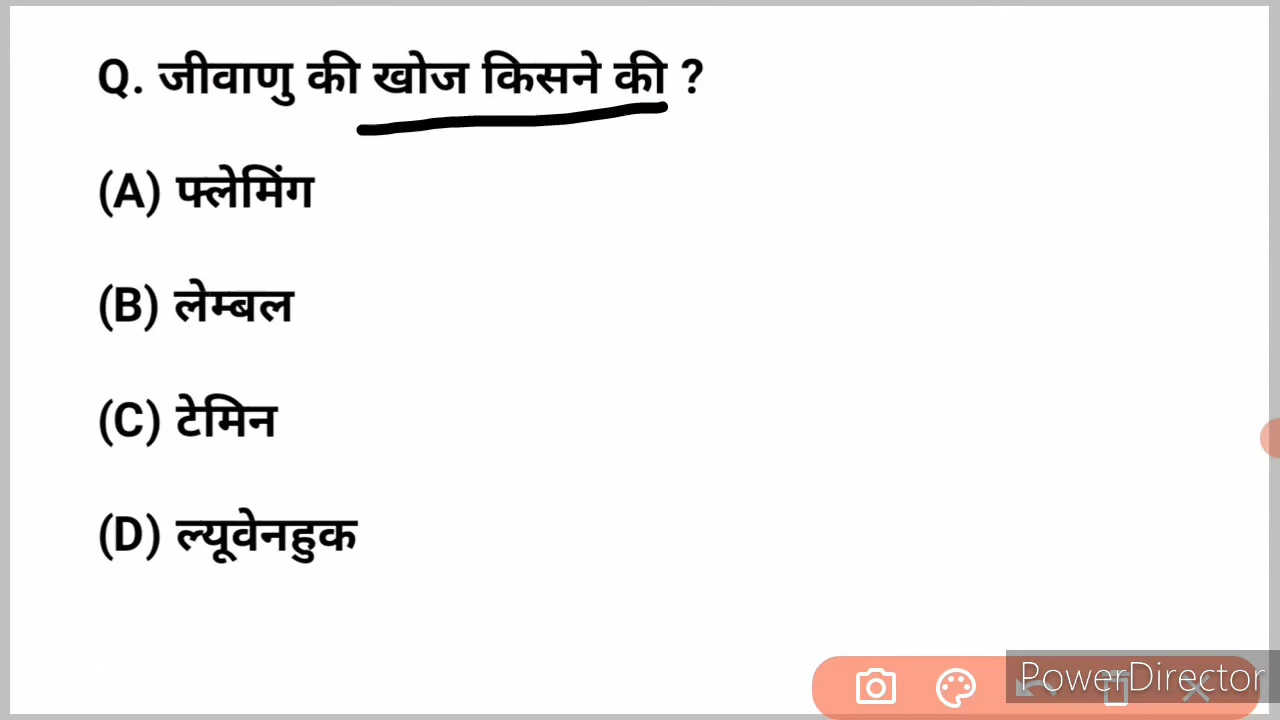 Q. जीवाणु की खोज किसने की ?
(A) फ्लेमिंग
(B) लेम्बल
(C) टेमिन
(D) ल्यूवेनहुक
PowerDirector